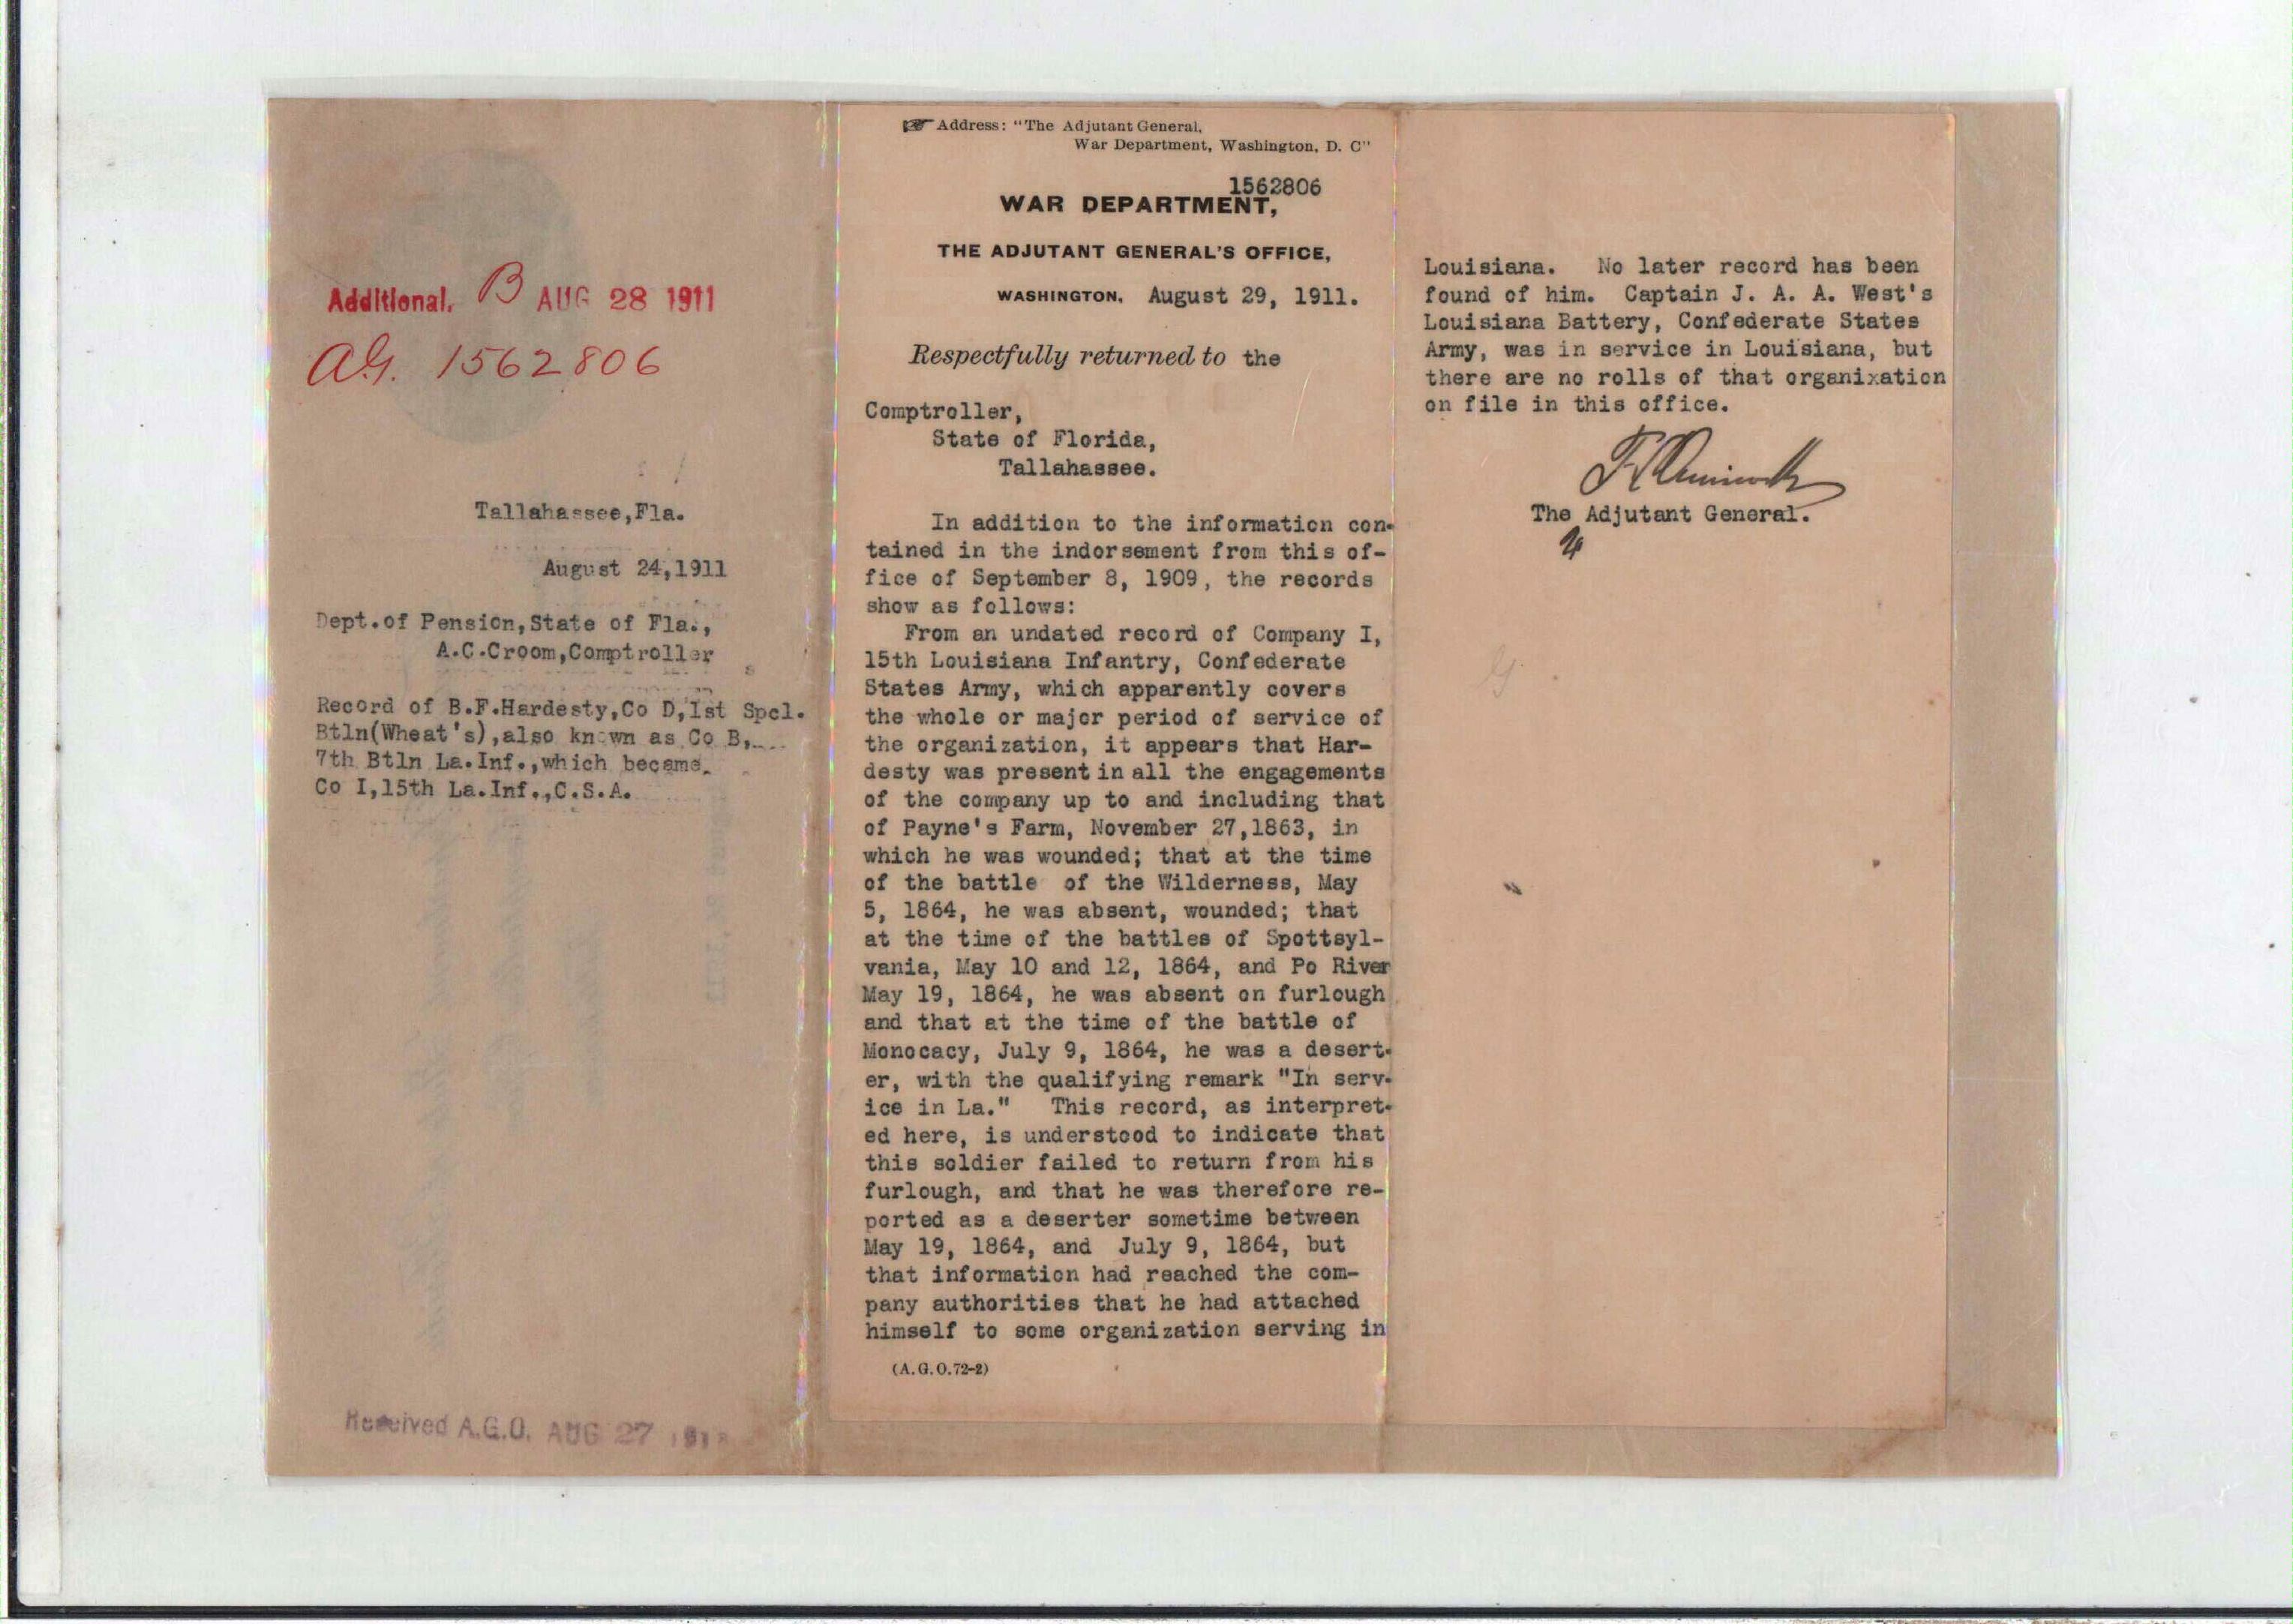 Additional. B AUG 28 1911
AG. 1562806
Tallahassee,Fla.
August 24,1911
Dept.of Pension,State of Fla.,
A.C.Croom,Comptroller
Record of B.F.Hardesty,Co D,Ist Spcl.
Btln(Wheat's),also known as Co B,
7th Btln La.Inf.,which became
Co I,15th La.Inf.,C.S.A.
Received A.G.O. AUG 27
Address: "The Adjutant General,
War Department, Washington, D. C"
1562806
WAR DEPARTMENT,
THE ADJUTANT GENERAL'S OFFICE,
WASHINGTON, August 29, 1911.
Respectfully returned to the
Comptroller,
State of Florida,
Tallahassee.
In addition to the information con-
tained in the indorsement from this of-
fice of September 8, 1909, the records
show as follows:
From an undated record of Company I,
15th Louisiana Infantry, Confederate
States Army, which apparently covers
the whole or major period of service of
the organization, it appears that Har-
desty was present in all the engagements
of the company up to and including that
of Payne's Farm, November 27,1863, in
which he was wounded; that at the time
of the battle of the Wilderness, May
5, 1864, he was absent, wounded; that
at the time of the battles of Spottsyl-
vania, May 10 and 12, 1864, and Po River
May 19, 1864, he was absent on furlough
and that at the time of the battle of
Monocacy, July 9, 1864, he was a desert-
er, with the qualifying remark "In serv-
ice in La." This record, as interpret-
ed here, is understood to indicate that
this soldier failed to return from his
furlough, and that he was therefore re-
ported as a deserter sometime between
May 19, 1864, and July 9, 1864, but
that information had reached the com-
pany authorities that he had attached
himself to some organization serving in
(A.G.O.72-2)
Louisiana. No later record has been
found of him. Captain J. A. A. West's
Louisiana Battery, Confederate States
Army, was in service in Louisiana, but
there are no rolls of that organixation
on file in this office.
The Adjutant General.